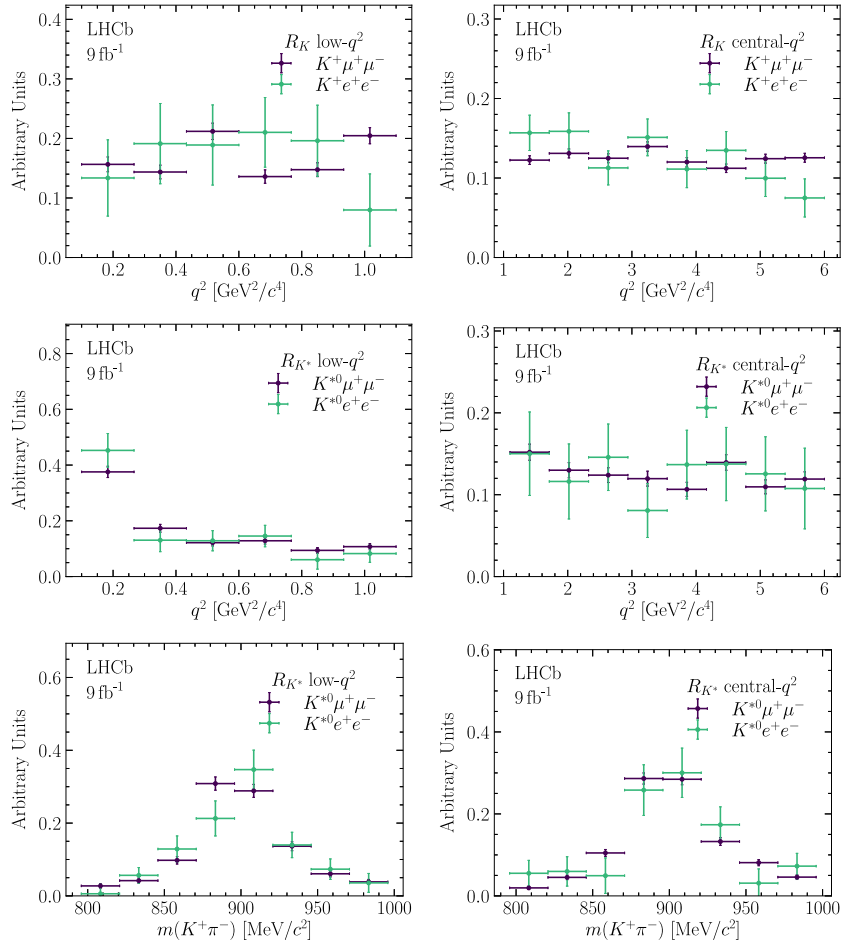 LHCb
9 fb⁻¹
R_K low-q²
K⁺μ⁺μ⁻
K⁺e⁺e⁻
Arbitrary Units
0.4
0.3
0.2
0.1
0.0
0.2 0.4 0.6 0.8 1.0
q² [GeV²/c⁴]
LHCb
9 fb⁻¹
R_K central-q²
K⁺μ⁺μ⁻
K⁺e⁺e⁻
Arbitrary Units
0.3
0.2
0.1
0.0
1 2 3 4 5 6
q² [GeV²/c⁴]
LHCb
9 fb⁻¹
R_K* low-q²
K*⁰μ⁺μ⁻
K*⁰e⁺e⁻
Arbitrary Units
0.8
0.6
0.4
0.2
0.0
0.2 0.4 0.6 0.8 1.0
q² [GeV²/c⁴]
LHCb
9 fb⁻¹
R_K* central-q²
K*⁰μ⁺μ⁻
K*⁰e⁺e⁻
Arbitrary Units
0.3
0.2
0.1
0.0
1 2 3 4 5 6
q² [GeV²/c⁴]
LHCb
9 fb⁻¹
R_K* low-q²
K*⁰μ⁺μ⁻
K*⁰e⁺e⁻
Arbitrary Units
0.6
0.4
0.2
0.0
800 850 900 950 1000
m(K⁺π⁻) [MeV/c²]
LHCb
9 fb⁻¹
R_K* central-q²
K*⁰μ⁺μ⁻
K*⁰e⁺e⁻
Arbitrary Units
0.6
0.4
0.2
0.0
800 850 900 950 1000
m(K⁺π⁻) [MeV/c²]